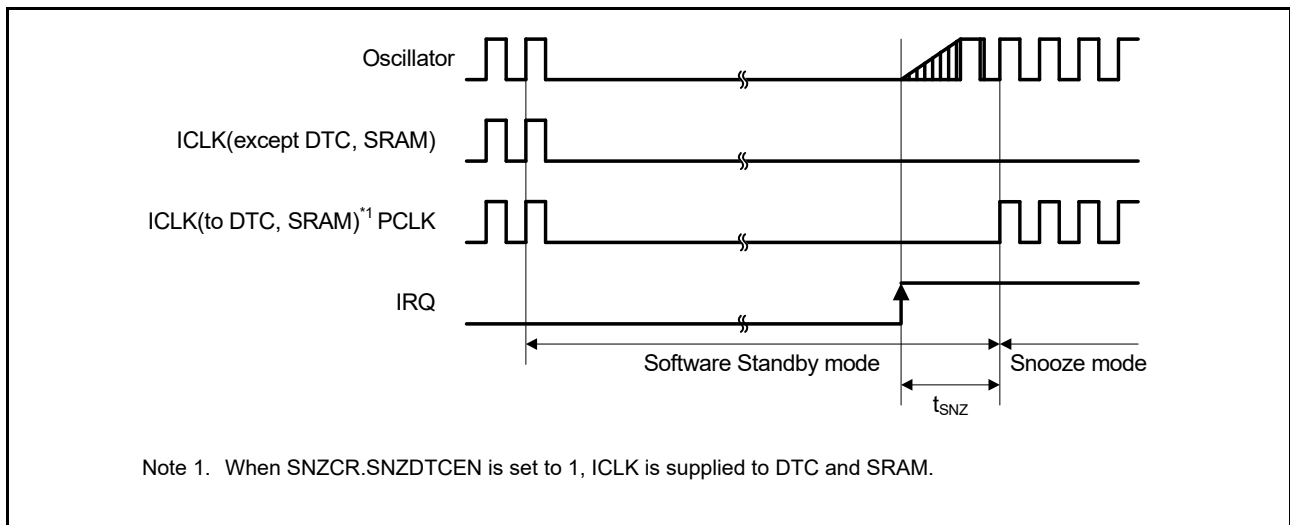 Oscillator
ICLK(except DTC, SRAM)
ICLK(to DTC, SRAM)*1 PCLK
IRQ
Software Standby mode
Snooze mode
tSNZ
Note 1. When SNZCR.SNZDTCEN is set to 1, ICLK is supplied to DTC and SRAM.